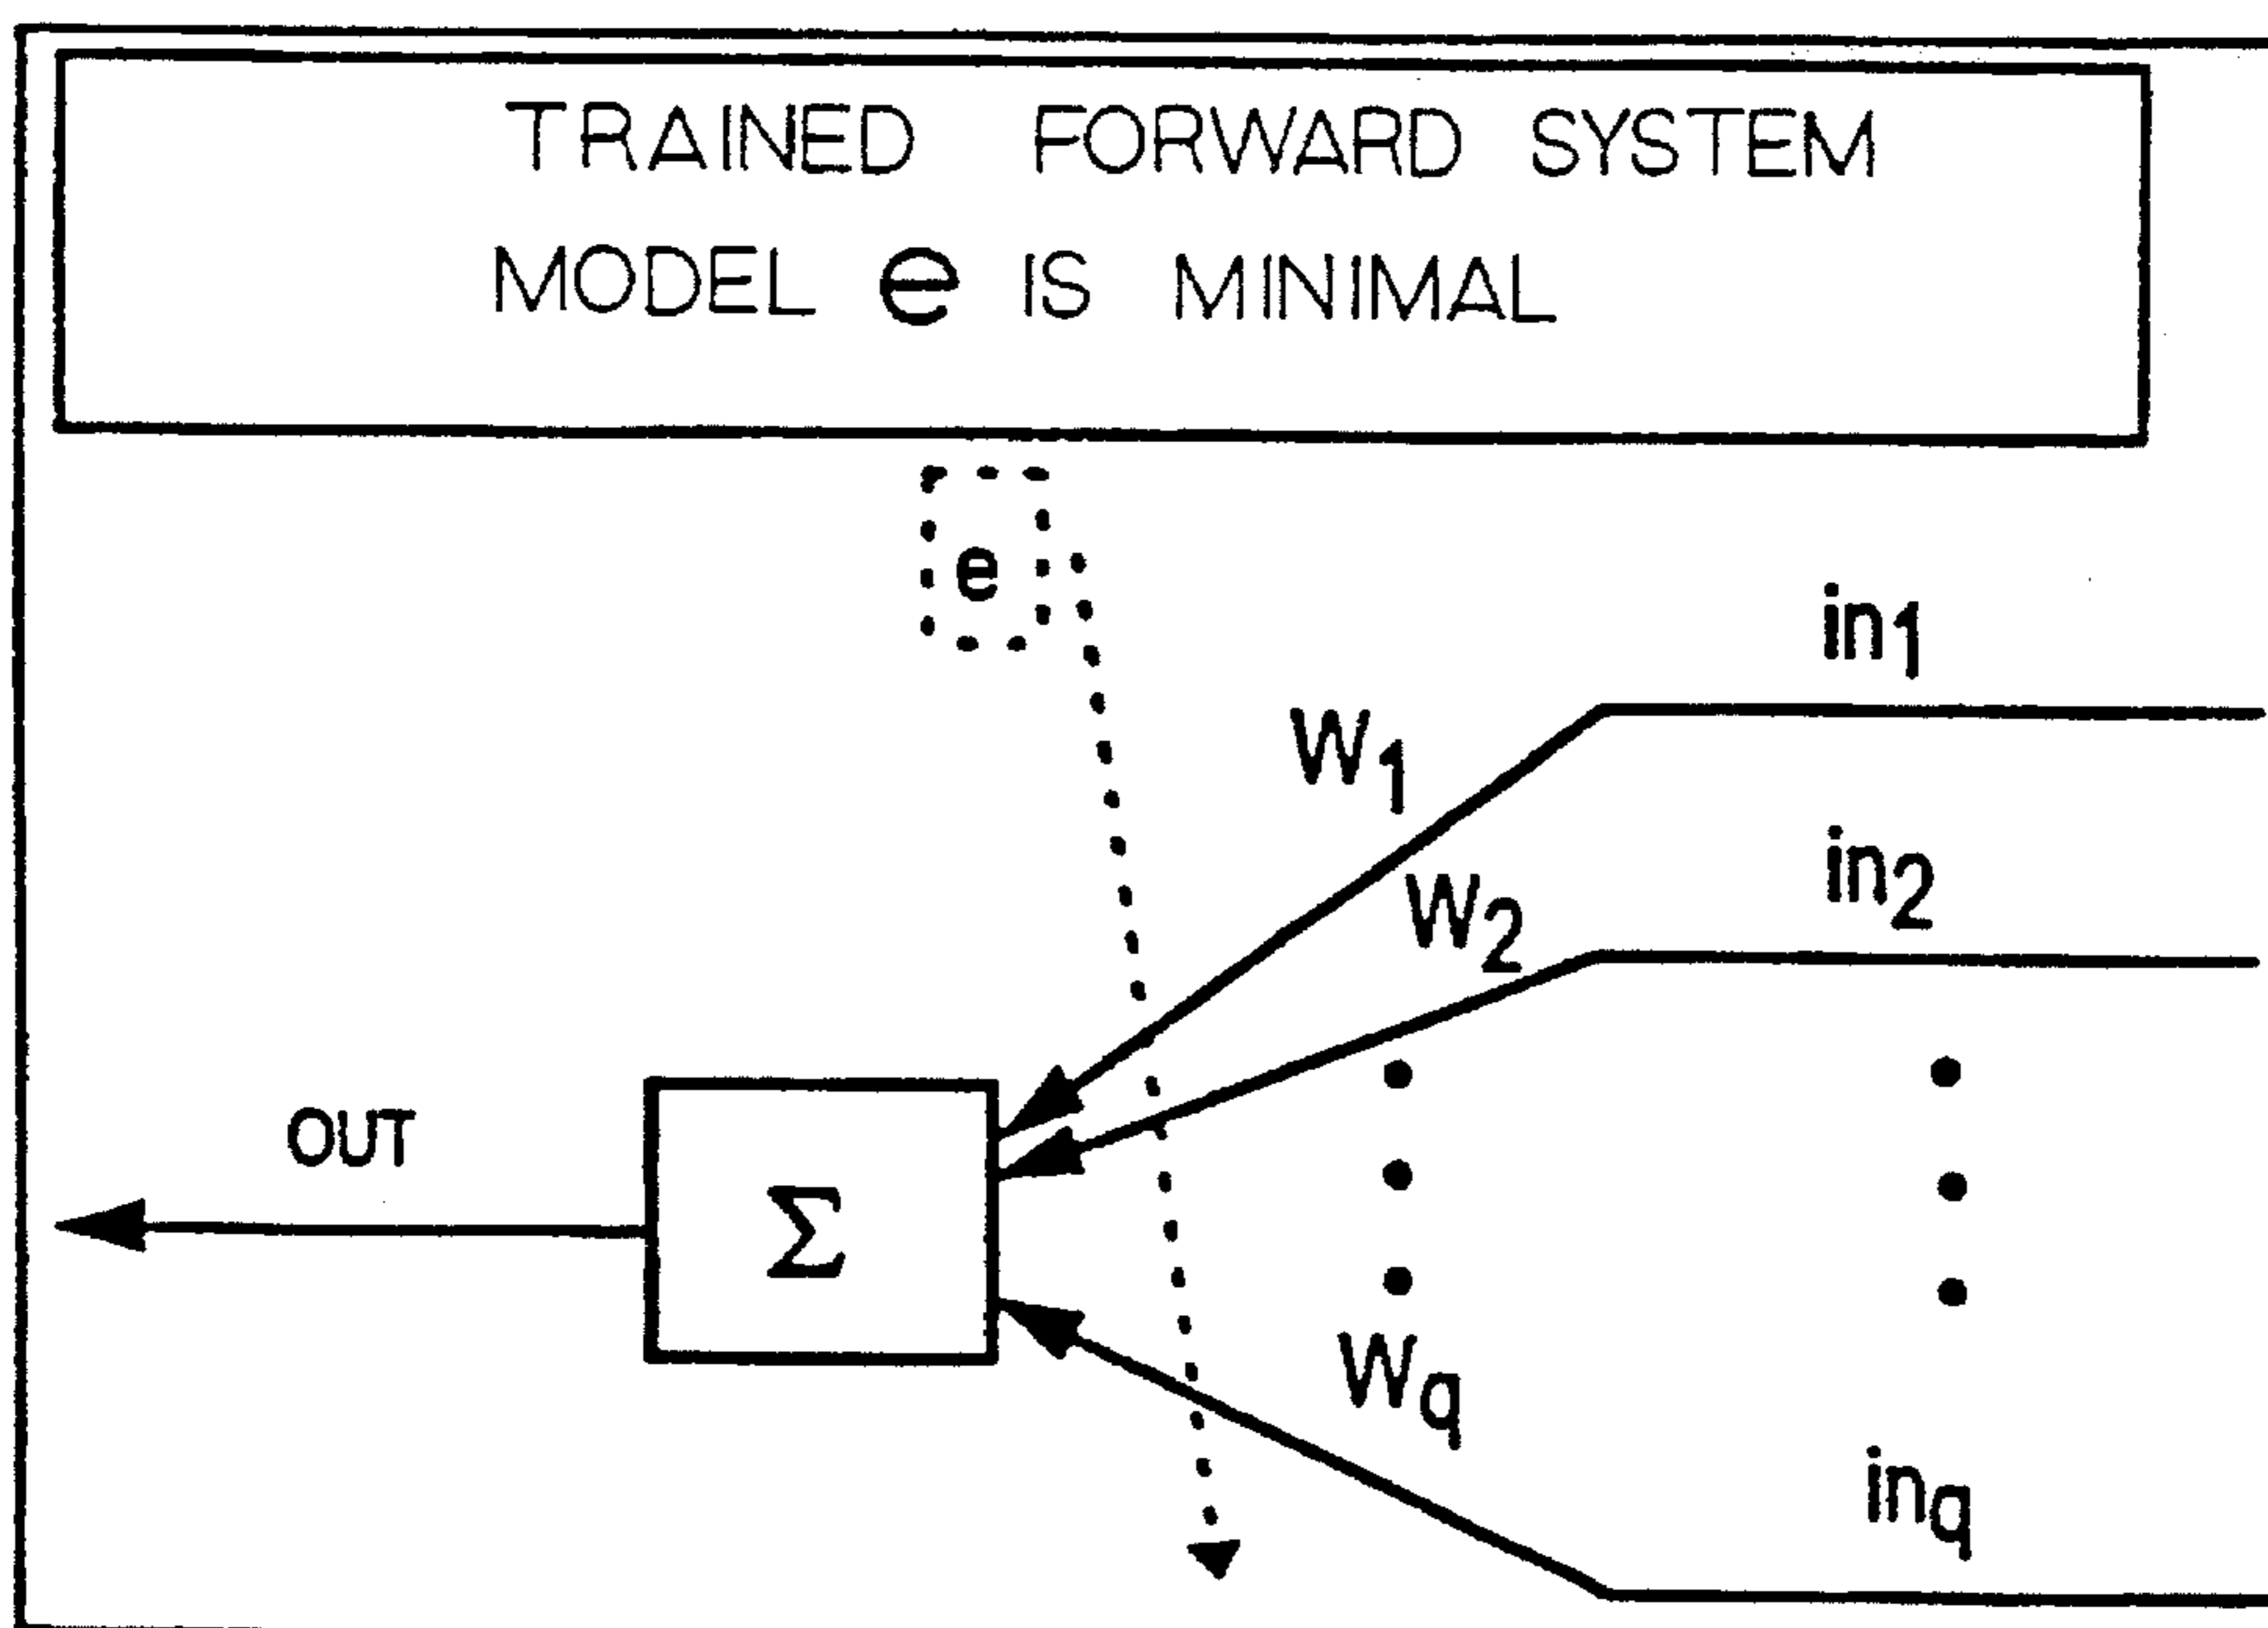 TRAINED FORWARD SYSTEM
MODEL e IS MINIMAL
e
in1
W1
in2
W2
OUT
Σ
Wq
inq